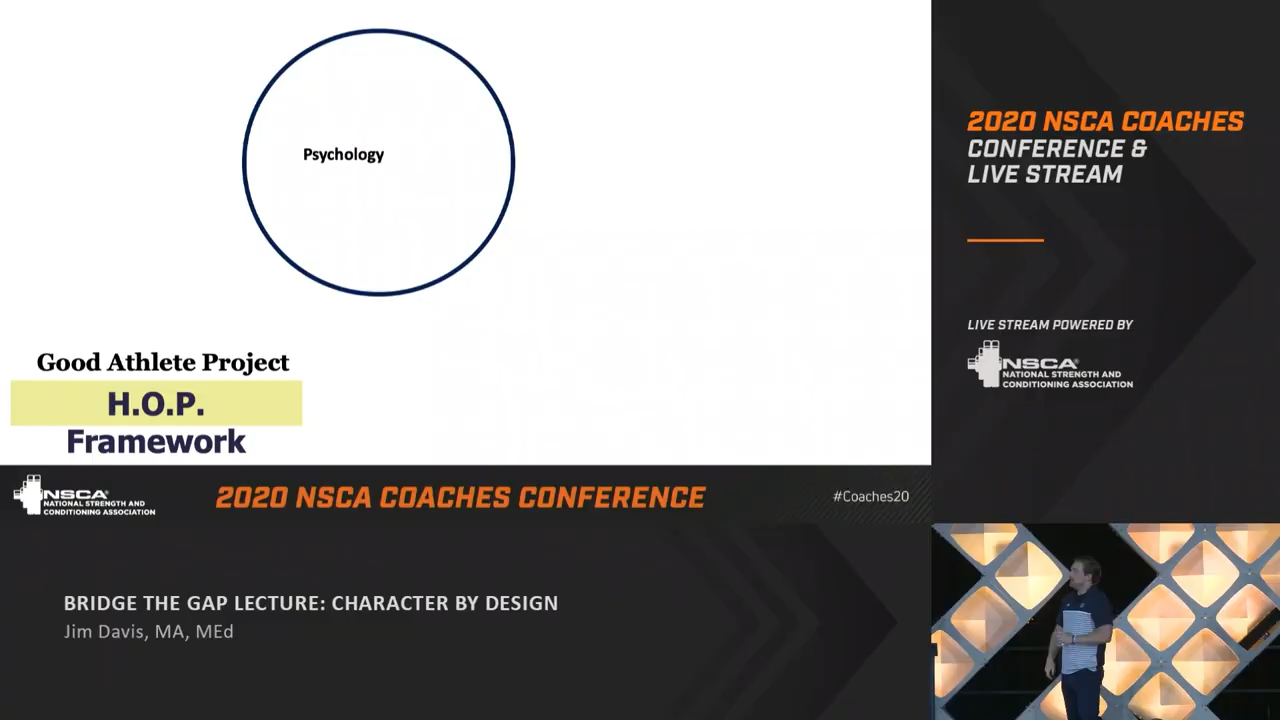 Psychology
Good Athlete Project
H.O.P.
Framework
2020 NSCA COACHES
CONFERENCE &
LIVE STREAM
LIVE STREAM POWERED BY
NSCA®
NATIONAL STRENGTH AND
CONDITIONING ASSOCIATION
NSCA®
NATIONAL STRENGTH AND
CONDITIONING ASSOCIATION
2020 NSCA COACHES CONFERENCE
#Coaches20
BRIDGE THE GAP LECTURE: CHARACTER BY DESIGN
Jim Davis, MA, MEd